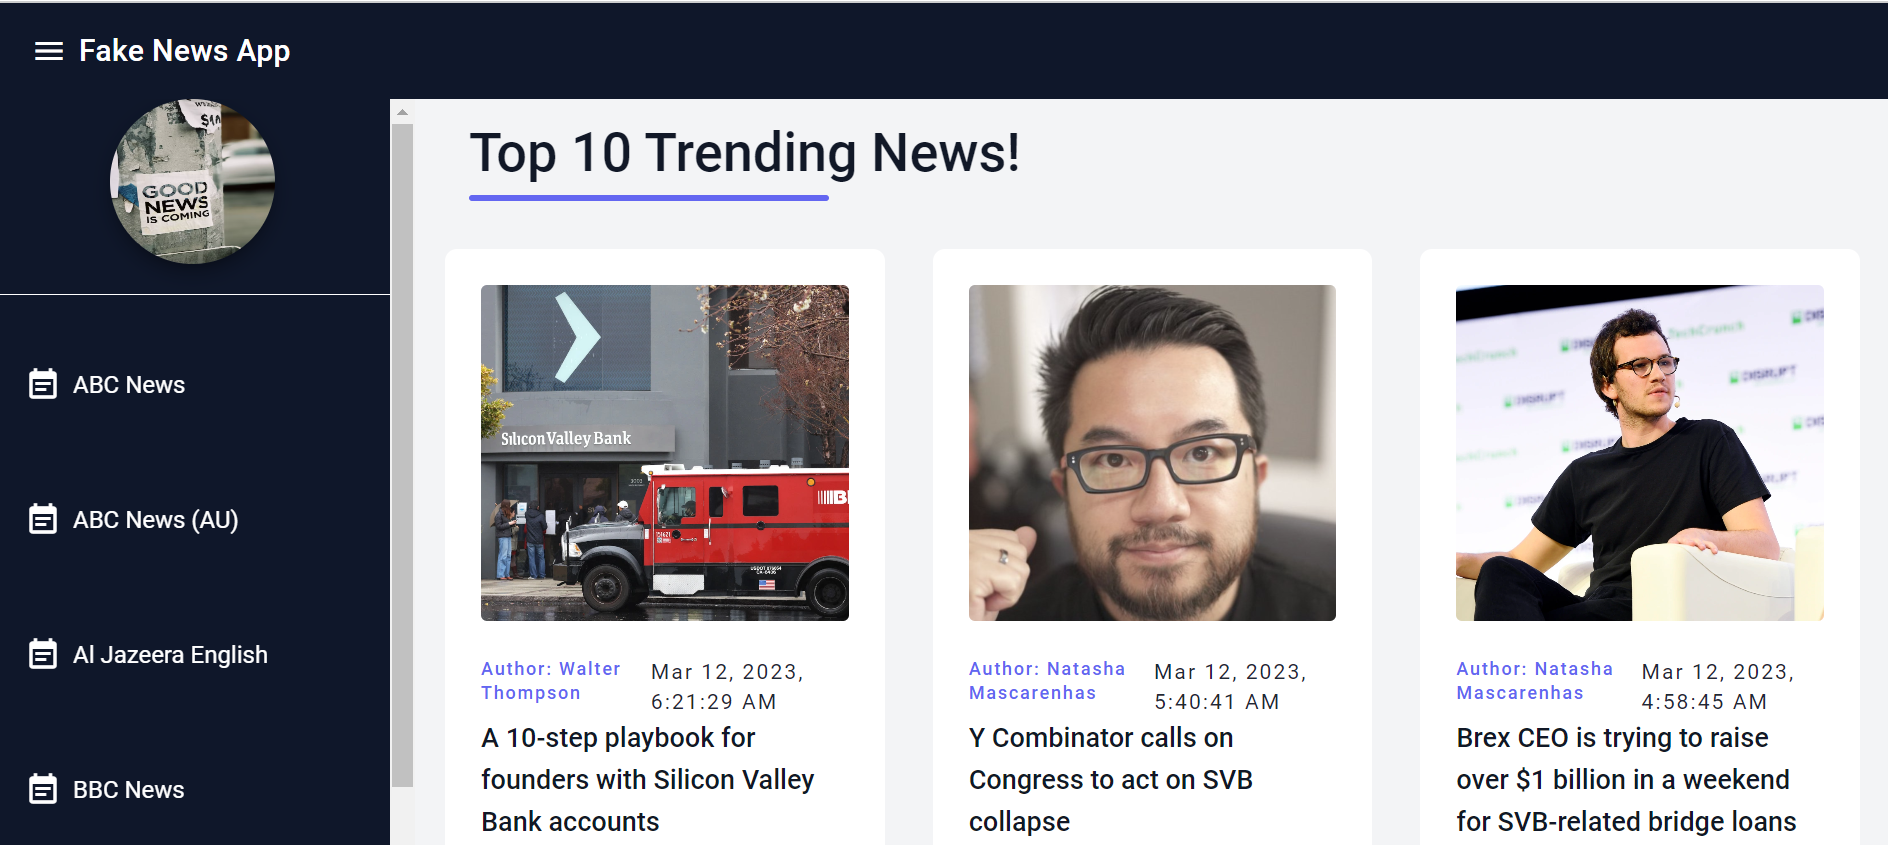 Fake News App
$1
GOOD
NEWS
IS COMING
ABC News
ABC News (AU)
Al Jazeera English
BBC News
Top 10 Trending News!
Silicon Valley Bank
Author: Walter
Thompson
Mar 12, 2023,
6:21:29 AM
A 10-step playbook for
founders with Silicon Valley
Bank accounts
Author: Natasha
Mascarenhas
Mar 12, 2023,
5:40:41 AM
Y Combinator calls on
Congress to act on SVB
collapse
TechCrunch
DISRUPT
Author: Natasha
Mascarenhas
Mar 12, 2023,
4:58:45 AM
Brex CEO is trying to raise
over $1 billion in a weekend
for SVB-related bridge loans